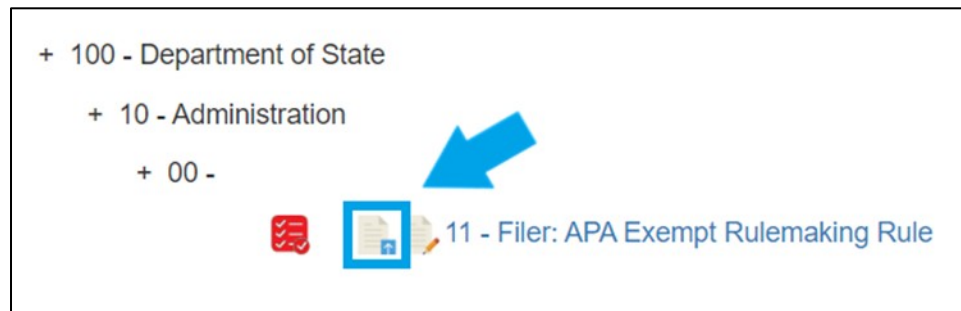 + 100 - Department of State
+ 10 - Administration
+ 00 -
11 - Filer: APA Exempt Rulemaking Rule